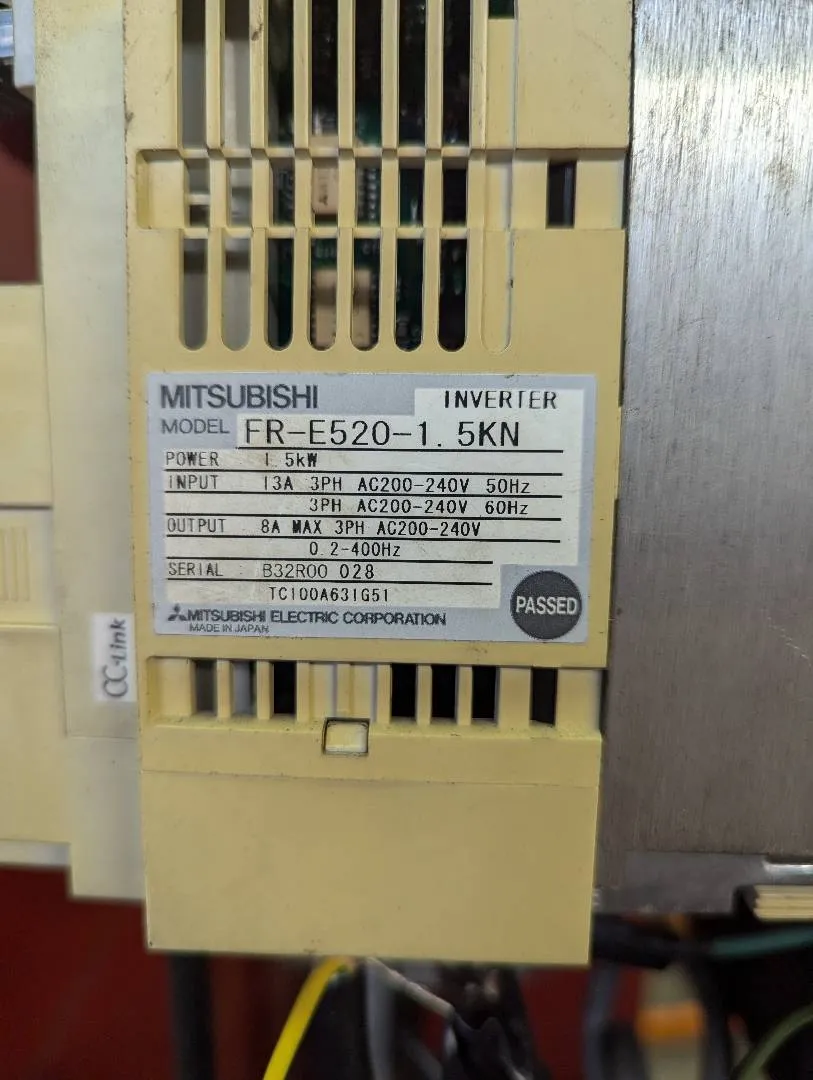 MITSUBISHI INVERTER
MODEL FR-E520-1.5KN
POWER 1.5kW
INPUT 13A 3PH AC200-240V 50Hz
3PH AC200-240V 60Hz
OUTPUT 8A MAX 3PH AC200-240V
0.2-400Hz
SERIAL B32R00 028
TC100A631G51
PASSED
MITSUBISHI ELECTRIC CORPORATION
MADE IN JAPAN
CC-Link